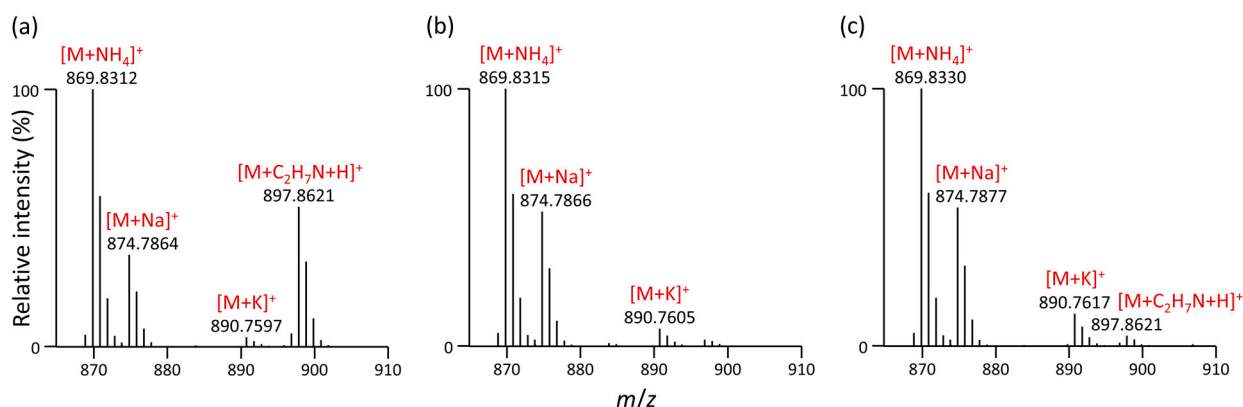 (a)
[M+NH₄]⁺
869.8312
100
[M+C₂H₇N+H]⁺
897.8621
[M+Na]⁺
874.7864
[M+K]⁺
890.7597
0
870 880 890 900 910
Relative intensity (%)
(b)
[M+NH₄]⁺
869.8315
100
[M+Na]⁺
874.7866
[M+K]⁺
890.7605
0
870 880 890 900 910
m/z
(c)
[M+NH₄]⁺
869.8330
100
[M+Na]⁺
874.7877
[M+K]⁺
890.7617
[M+C₂H₇N+H]⁺
897.8621
0
870 880 890 900 910